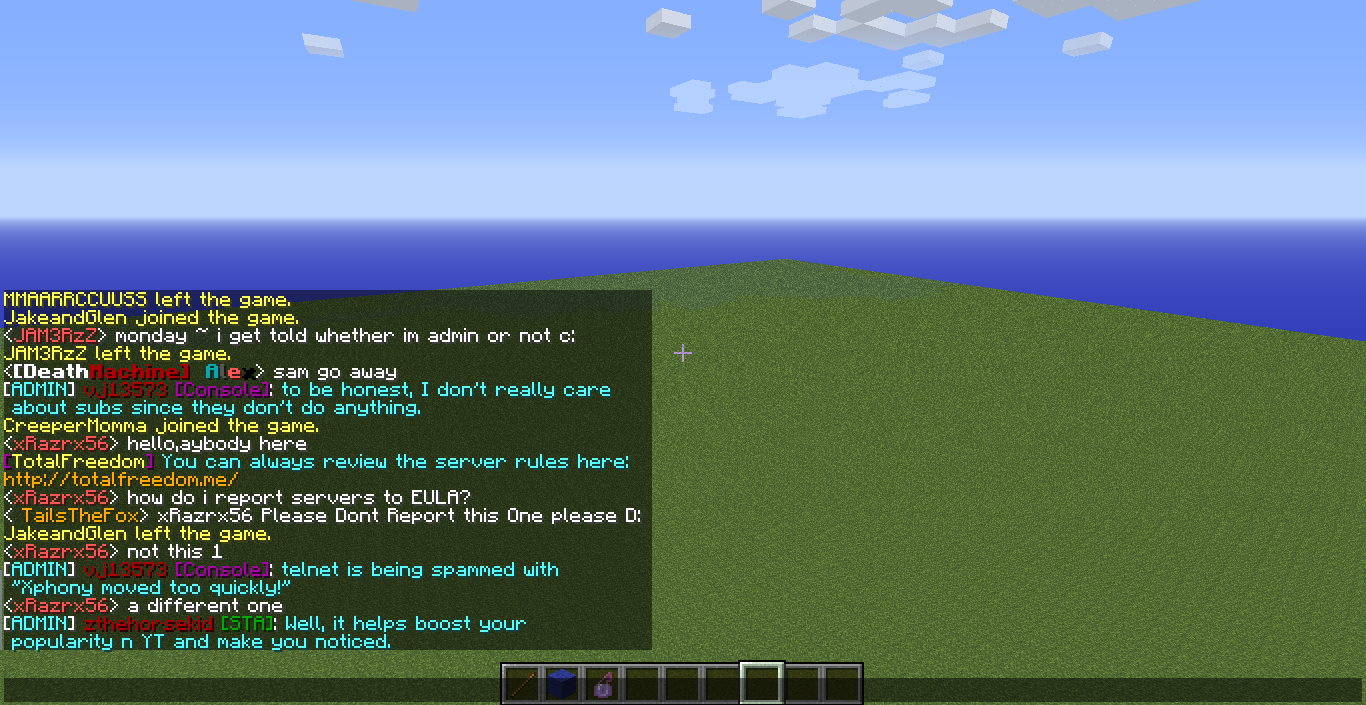 MMAARRCCUUSS left the game.
JakeandGlen joined the game.
<JAM3RzZ> monday ~ i get told whether im admin or not c:
JAM3RzZ left the game.
<[DeathMachine] Alex> sam go away
[ADMIN] vj13573 [Console]: to be honest, I don't really care
about subs since they don't do anything.
CreeperMomma joined the game.
<xRazrx56> hello,aybody here
[TotalFreedom] You can always review the server rules here:
http://totalfreedom.me/
<xRazrx56> how do i report servers to EULA?
< TailsTheFox> xRazrx56 Please Dont Report this One please D:
JakeandGlen left the game.
<xRazrx56> not this 1
[ADMIN] vj13573 [Console]: telnet is being spammed with
"Xphony moved too quickly!"
<xRazrx56> a different one
[ADMIN] zthehorsekid [STA]: Well, it helps boost your
popularity n YT and make you noticed.